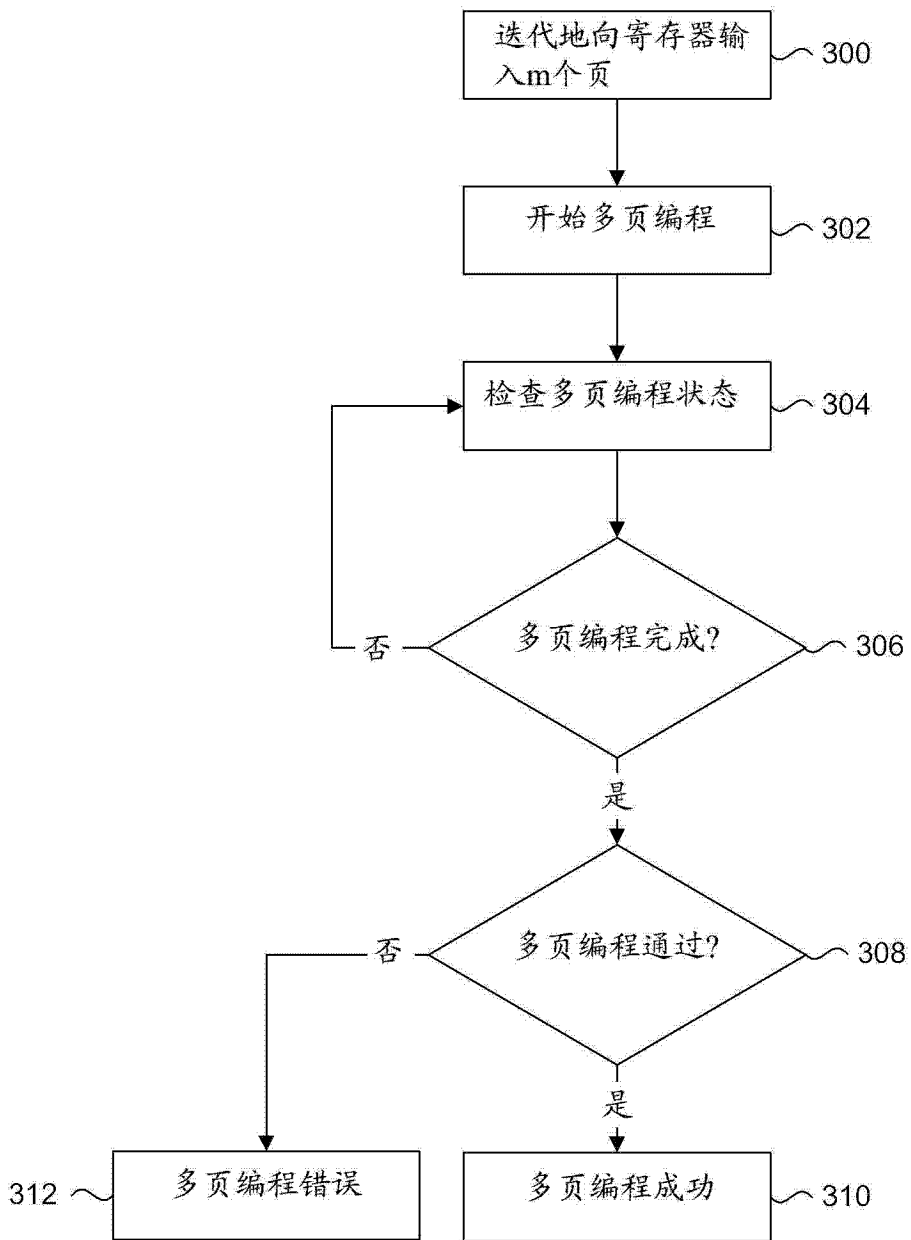 迭代地向寄存器输
入m个页
300
开始多页编程
302
检查多页编程状态
304
多页编程完成?
306
否
是
多页编程通过?
308
否
是
多页编程错误
312
多页编程成功
310